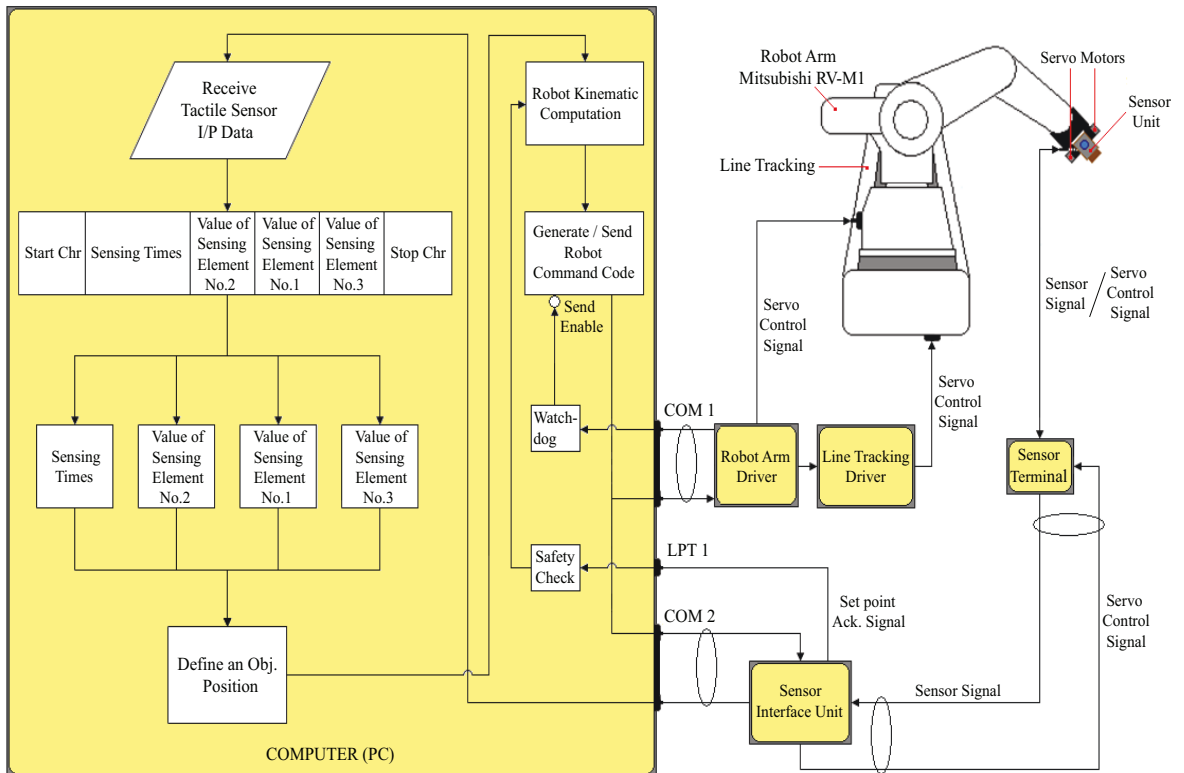 Receive
Tactile Sensor
I/P Data
Start Chr
Sensing Times
Value of
Sensing
Element
No.2
Value of
Sensing
Element
No.1
Value of
Sensing
Element
No.3
Stop Chr
Sensing
Times
Value of
Sensing
Element
No.2
Value of
Sensing
Element
No.1
Value of
Sensing
Element
No.3
Define an Obj.
Position
COMPUTER (PC)
Robot Kinematic
Computation
Generate / Send
Robot
Command Code
Send
Enable
Watch-
dog
Safety
Check
COM 1
LPT 1
COM 2
Robot Arm
Mitsubishi RV-M1
Line Tracking
Servo Motors
Sensor
Unit
Servo
Control
Signal
Robot Arm
Driver
Line Tracking
Driver
Servo
Control
Signal
Sensor
Signal
/
Servo
Control
Signal
Sensor
Terminal
Set point
Ack. Signal
Servo
Control
Signal
Sensor
Interface Unit
Sensor Signal